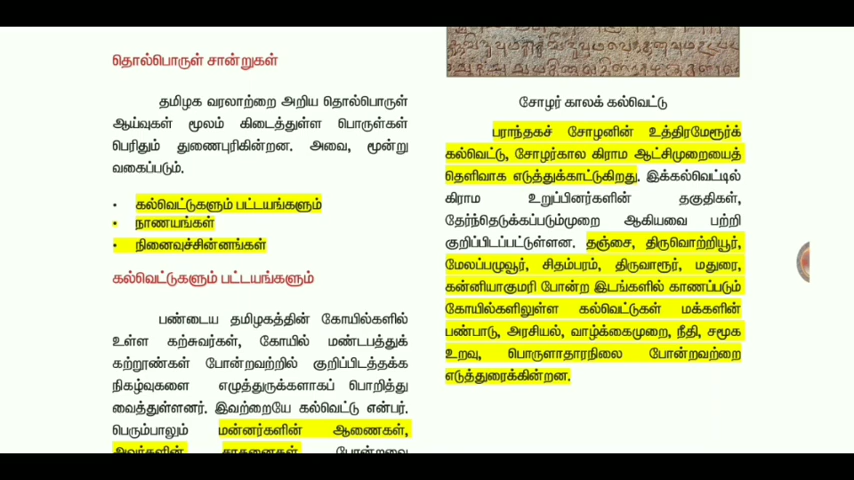 தொல்பொருள் சான்றுகள்
தமிழக வரலாற்றை அறிய தொல்பொருள்
ஆய்வுகள் மூலம் கிடைத்துள்ள பொருள்கள்
பெரிதும் துணைபுரிகின்றன. அவை, மூன்று
வகைப்படும்.
• கல்வெட்டுகளும் பட்டயங்களும்
• நாணயங்கள்
• நினைவுச்சின்னங்கள்
கல்வெட்டுகளும் பட்டயங்களும்
பண்டைய தமிழகத்தின் கோயில்களில்
உள்ள கற்சுவர்கள், கோயில் மண்டபத்துக்
கற்றூண்கள் போன்றவற்றில் குறிப்பிடத்தக்க
நிகழ்வுகளை எழுத்துருக்களாகப் பொறித்து
வைத்துள்ளனர். இவற்றையே கல்வெட்டு என்பர்.
பெரும்பாலும் மன்னர்களின் ஆணைகள்,
அவர்களின் சாதனைகள் போன்றவை
சோழர் காலக் கல்வெட்டு
பராந்தகச் சோழனின் உத்திரமேரூர்க்
கல்வெட்டு, சோழர்கால கிராம ஆட்சிமுறையைத்
தெளிவாக எடுத்துக்காட்டுகிறது. இக்கல்வெட்டில்
கிராம உறுப்பினர்களின் தகுதிகள்,
தேர்ந்தெடுக்கப்படும்முறை ஆகியவை பற்றி
குறிப்பிடப்பட்டுள்ளன. தஞ்சை, திருவொற்றியூர்,
மேலப்பழுவூர், சிதம்பரம், திருவாரூர், மதுரை,
கன்னியாகுமரி போன்ற இடங்களில் காணப்படும்
கோயில்களிலுள்ள கல்வெட்டுகள் மக்களின்
பண்பாடு, அரசியல், வாழ்க்கைமுறை, நீதி, சமூக
உறவு, பொருளாதாரநிலை போன்றவற்றை
எடுத்துரைக்கின்றன.